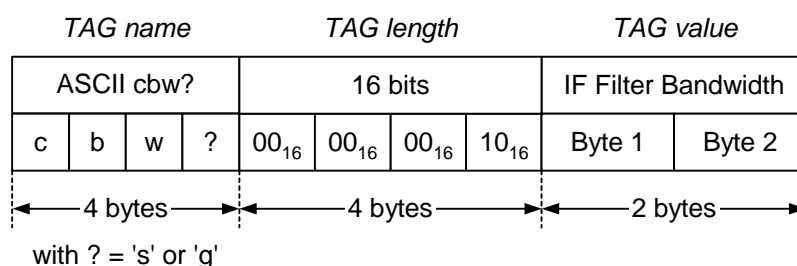 TAG name TAG length TAG value
ASCII cbw? 16 bits IF Filter Bandwidth
c b w ? 00₁₆ 00₁₆ 00₁₆ 10₁₆ Byte 1 Byte 2
4 bytes 4 bytes 2 bytes
with ? = 's' or 'g'